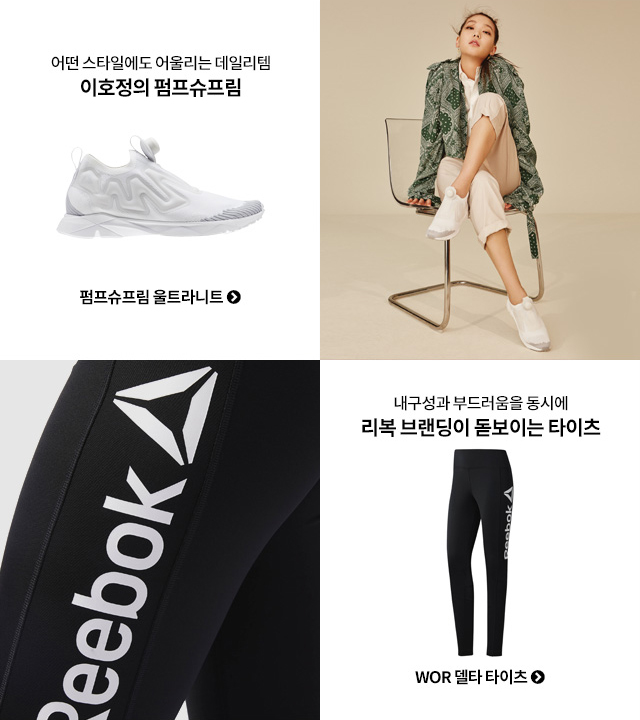 어떤 스타일에도 어울리는 데일리템
이호정의 펌프슈프림
펌프슈프림 울트라니트
Reebok
내구성과 부드러움을 동시에
리복 브랜딩이 돋보이는 타이츠
Reebok
WOR 델타 타이츠